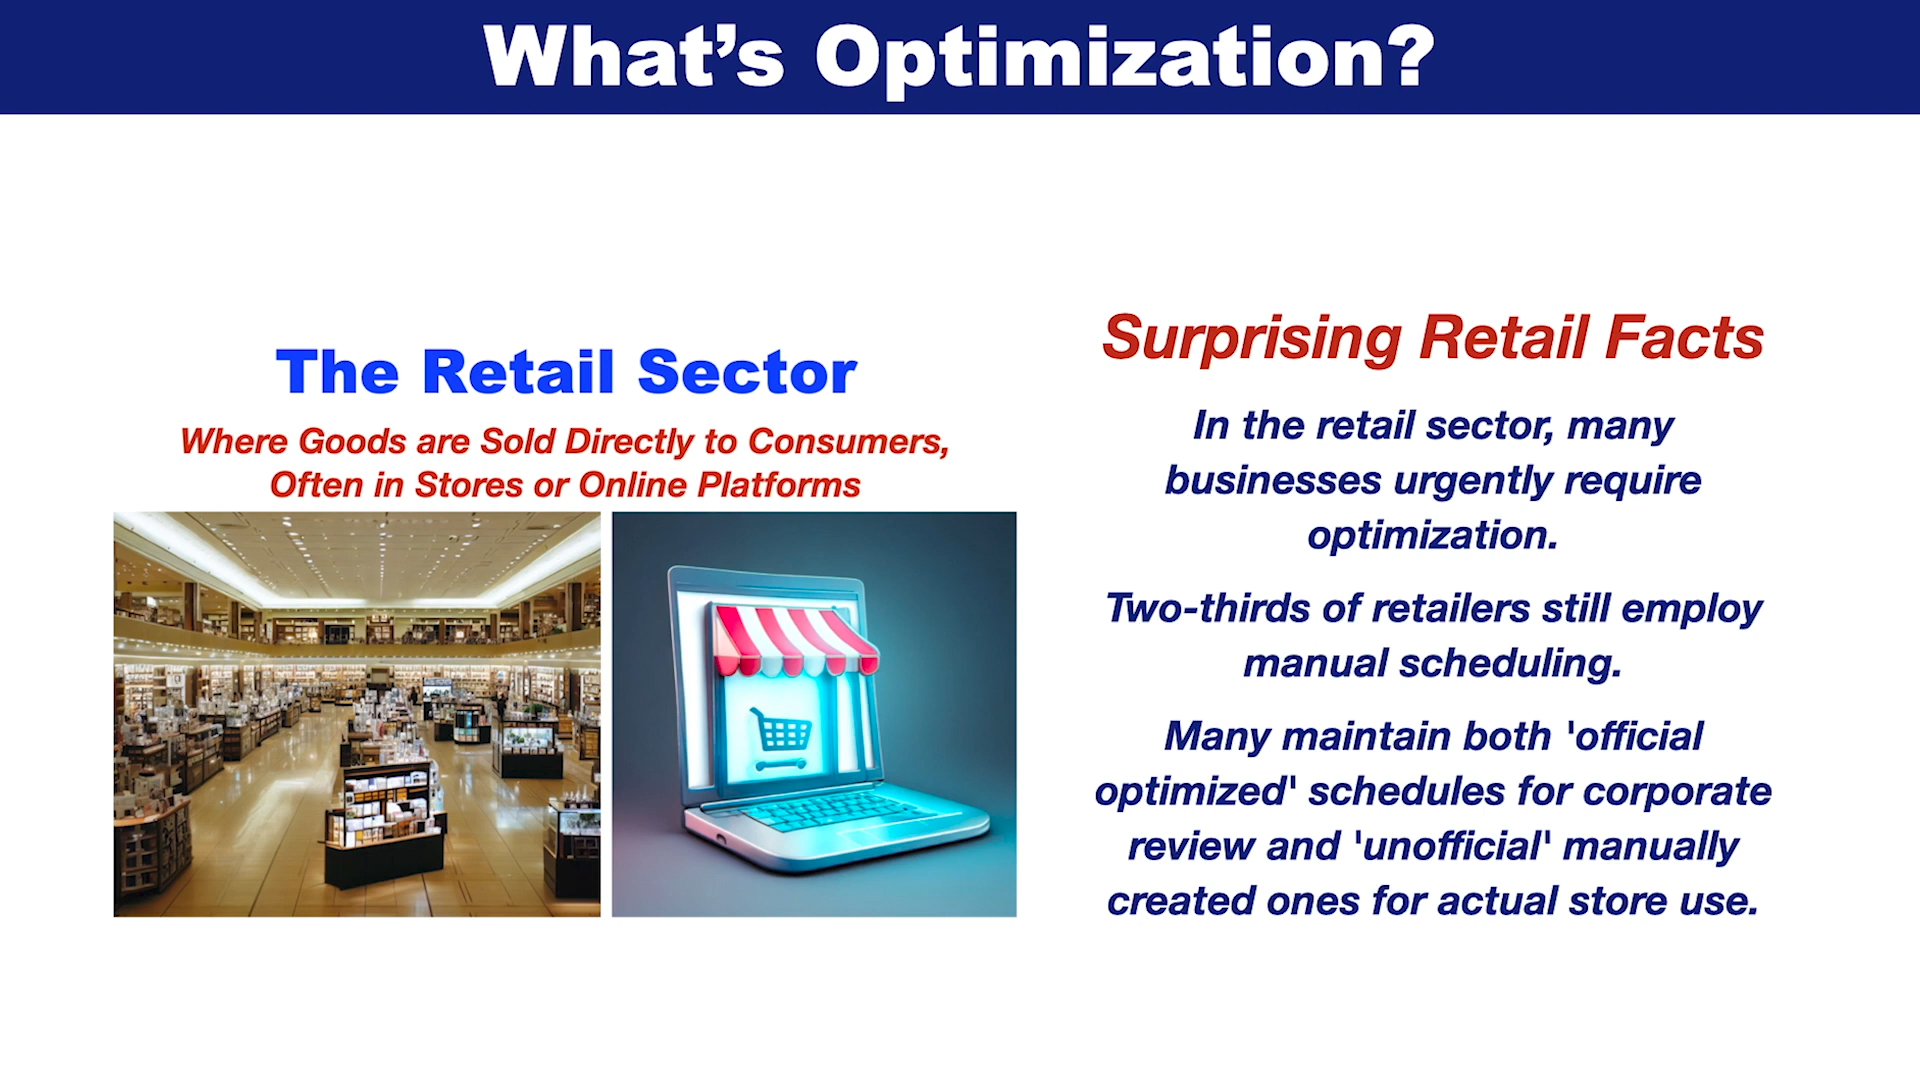 What’s Optimization?
The Retail Sector
Where Goods are Sold Directly to Consumers,
Often in Stores or Online Platforms
Surprising Retail Facts
In the retail sector, many
businesses urgently require
optimization.
Two-thirds of retailers still employ
manual scheduling.
Many maintain both 'official
optimized' schedules for corporate
review and 'unofficial' manually
created ones for actual store use.